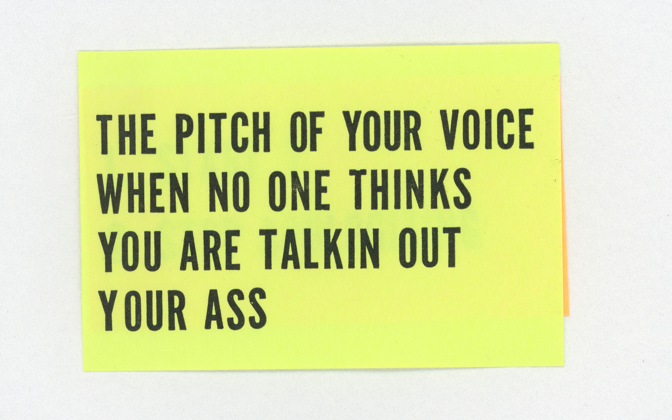 THE PITCH OF YOUR VOICE
WHEN NO ONE THINKS
YOU ARE TALKIN OUT
YOUR ASS